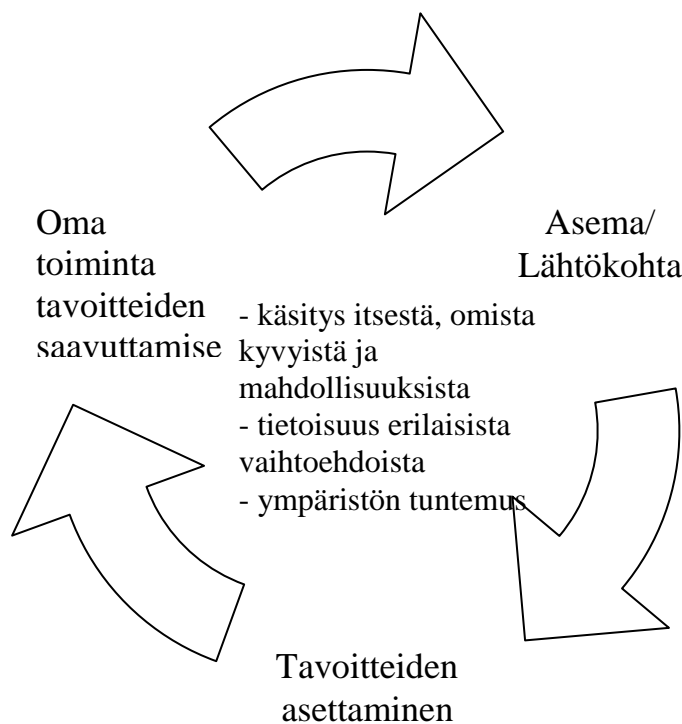 Oma
toiminta
tavoitteiden
saavuttamise
Asema/
Lähtökohta
- käsitys itsestä, omista
kyvyistä ja
mahdollisuuksista
- tietoisuus erilaisista
vaihtoehdoista
- ympäristön tuntemus
Tavoitteiden
asettaminen